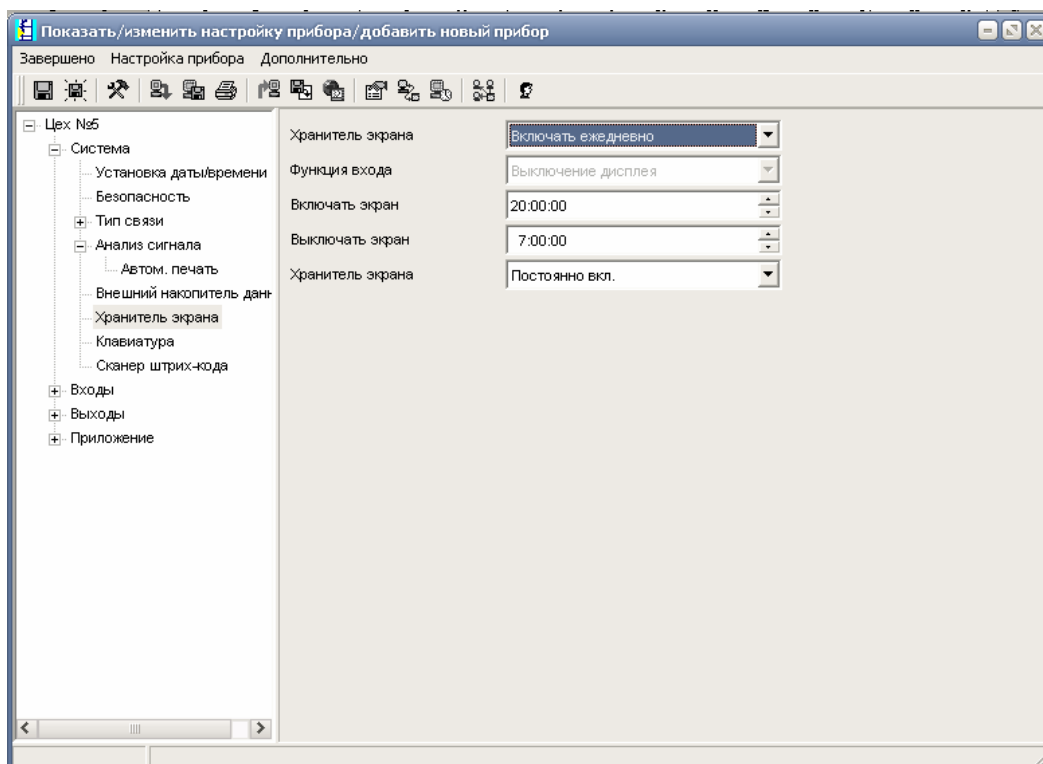 Показать/изменить настройку прибора/добавить новый прибор
Завершено Настройка прибора Дополнительно
Цех №5
Система
Установка даты/времени
Безопасность
Тип связи
Анализ сигнала
Автом. печать
Внешний накопитель данн
Хранитель экрана
Клавиатура
Сканер штрих-кода
Входы
Выходы
Приложение
Хранитель экрана Включать ежедневно
Функция входа Выключение дисплея
Включать экран 20:00:00
Выключать экран 7:00:00
Хранитель экрана Постоянно вкл.